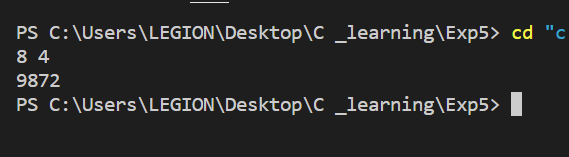 PS C:\Users\LEGION\Desktop\C _learning\Exp5> cd "c
8 4
9872
PS C:\Users\LEGION\Desktop\C _learning\Exp5>